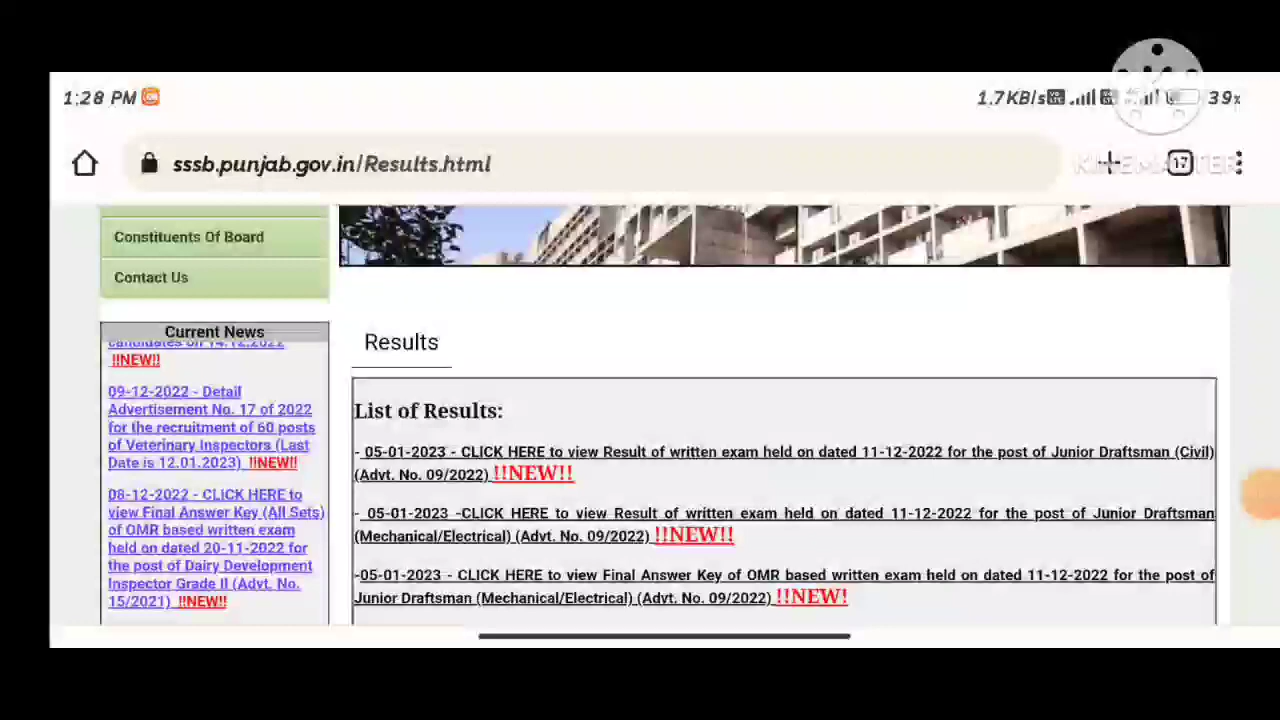 1:28 PM
1.7KB/s
39
sssb.punjab.gov.in/Results.html
17
KINEMASTER
Constituents Of Board
Contact Us
Current News
candidates on 14.12.2022
!!NEW!!
09-12-2022 - Detail
Advertisement No. 17 of 2022
for the recruitment of 60 posts
of Veterinary Inspectors (Last
Date is 12.01.2023) !!NEW!!
08-12-2022 - CLICK HERE to
view Final Answer Key (All Sets)
of OMR based written exam
held on dated 20-11-2022 for
the post of Dairy Development
Inspector Grade II (Advt. No.
15/2021) !!NEW!!
Results
List of Results:
- 05-01-2023 - CLICK HERE to view Result of written exam held on dated 11-12-2022 for the post of Junior Draftsman (Civil)
(Advt. No. 09/2022) !!NEW!!
- 05-01-2023 -CLICK HERE to view Result of written exam held on dated 11-12-2022 for the post of Junior Draftsman
(Mechanical/Electrical) (Advt. No. 09/2022) !!NEW!!
-05-01-2023 - CLICK HERE to view Final Answer Key of OMR based written exam held on dated 11-12-2022 for the post of
Junior Draftsman (Mechanical/Electrical) (Advt. No. 09/2022) !!NEW!